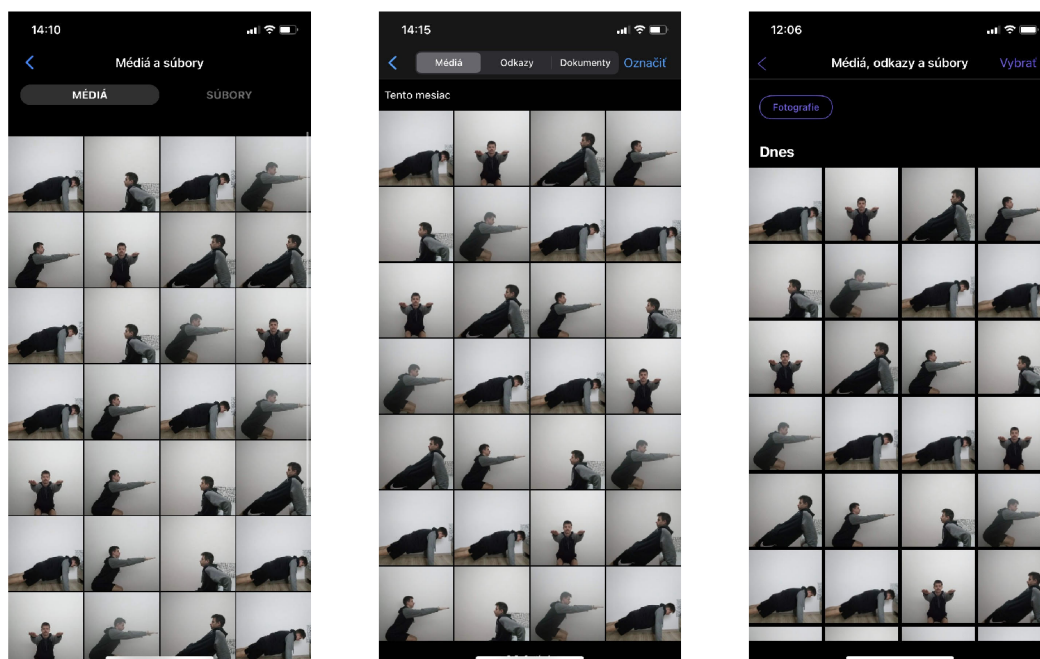 14:10
Médiá a súbory
MÉDIÁ
SÚBORY
14:15
Médiá
Odkazy
Dokumenty
Označiť
Tento mesiac
12:06
Médiá, odkazy a súbory
Vybrať
Fotografie
Dnes